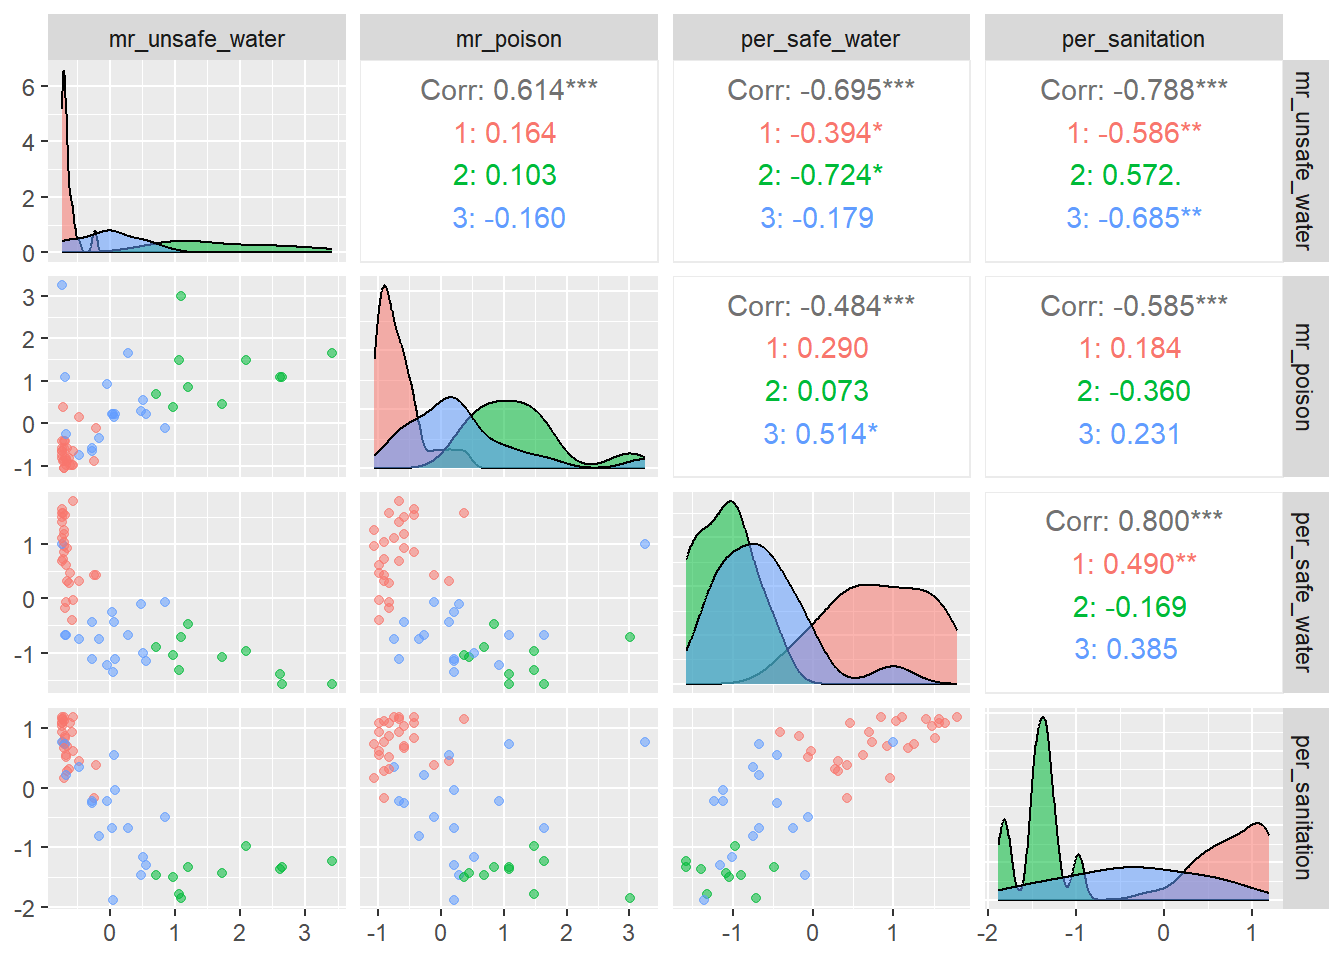 mr_unsafe_water mr_poison per_safe_water per_sanitation
6
4
2
0
Corr: 0.614***
1: 0.164
2: 0.103
3: -0.160
Corr: -0.695***
1: -0.394*
2: -0.724*
3: -0.179
Corr: -0.788***
1: -0.586**
2: 0.572.
3: -0.685**
mr_unsafe_water
3
2
1
0
-1
Corr: -0.484***
1: 0.290
2: 0.073
3: 0.514*
Corr: -0.585***
1: 0.184
2: -0.360
3: 0.231
mr_poison
1
0
-1
Corr: 0.800***
1: 0.490**
2: -0.169
3: 0.385
per_safe_water
1
0
-1
-2
per_sanitation
0 1 2 3 -1 0 1 2 3 -1 0 1 -2 -1 0 1